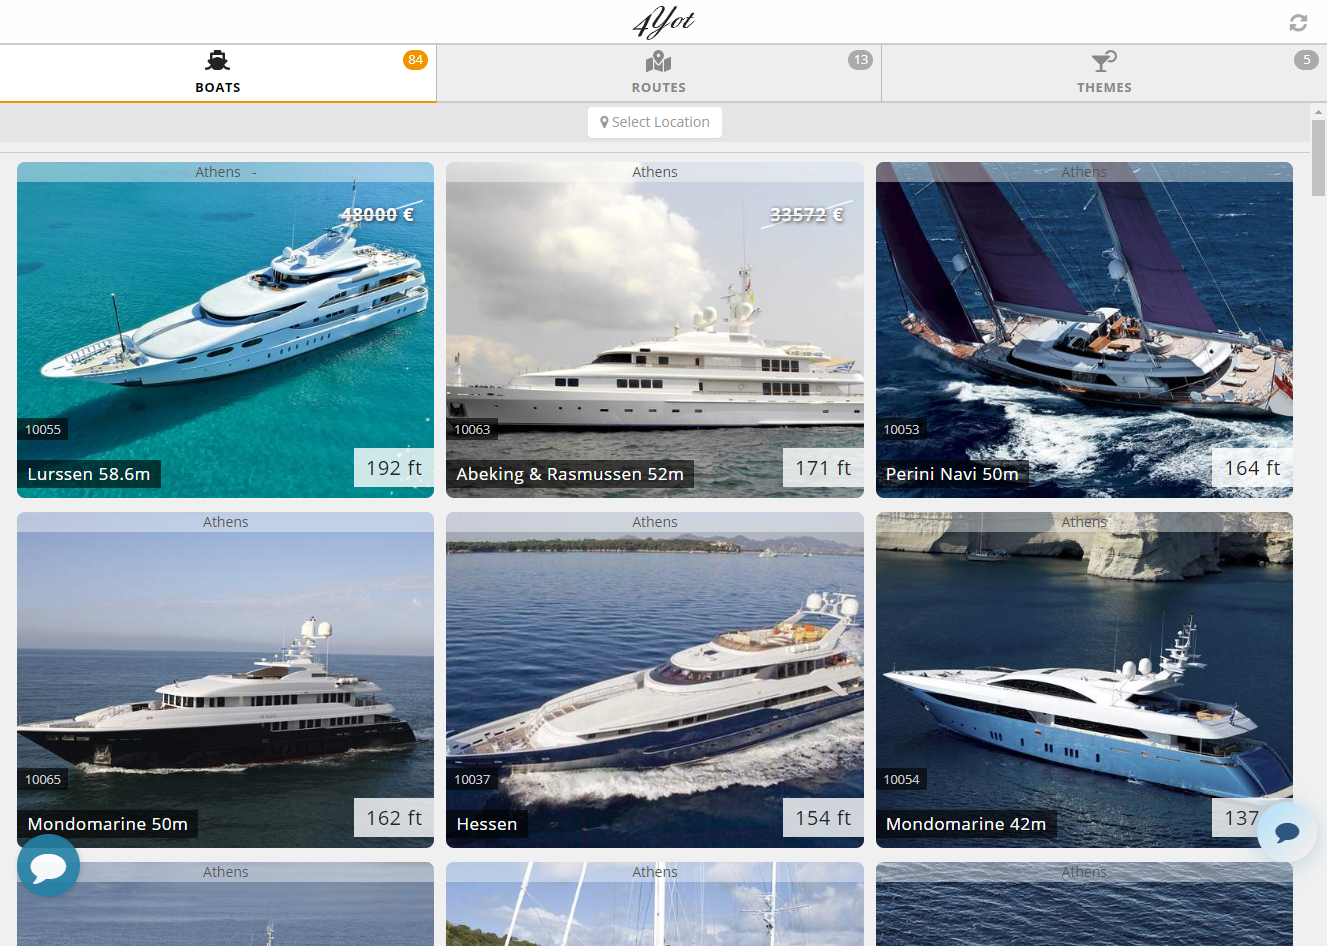 4Yot
BOATS
84
ROUTES
13
THEMES
5
Select Location
Athens -
48000 €
10055
Lurssen 58.6m
192 ft
Athens
33572 €
10063
Abeking & Rasmussen 52m
171 ft
Athens
10053
Perini Navi 50m
164 ft
Athens
10065
Mondomarine 50m
162 ft
Athens
10037
Hessen
154 ft
Athens
10054
Mondomarine 42m
137
Athens
Athens
Athens